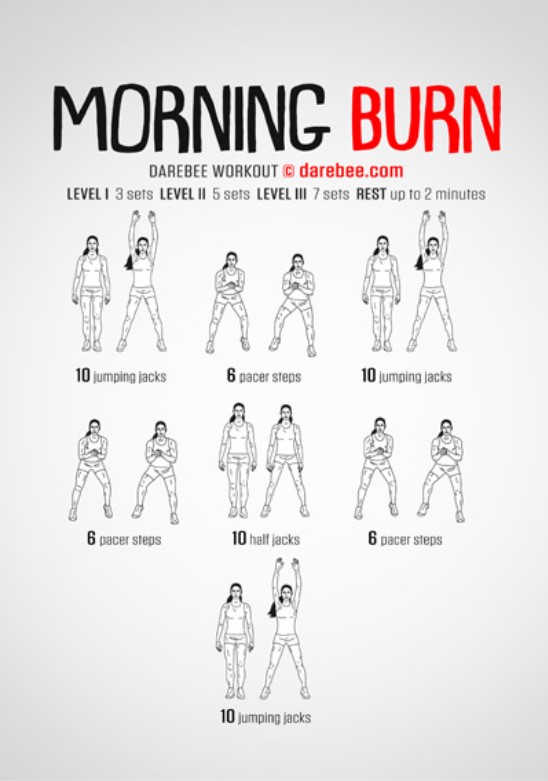 MORNING BURN
DAREBEE WORKOUT © darebee.com
LEVEL I 3 sets LEVEL II 5 sets LEVEL III 7 sets REST up to 2 minutes
10 jumping jacks
6 pacer steps
10 jumping jacks
6 pacer steps
10 half jacks
6 pacer steps
10 jumping jacks